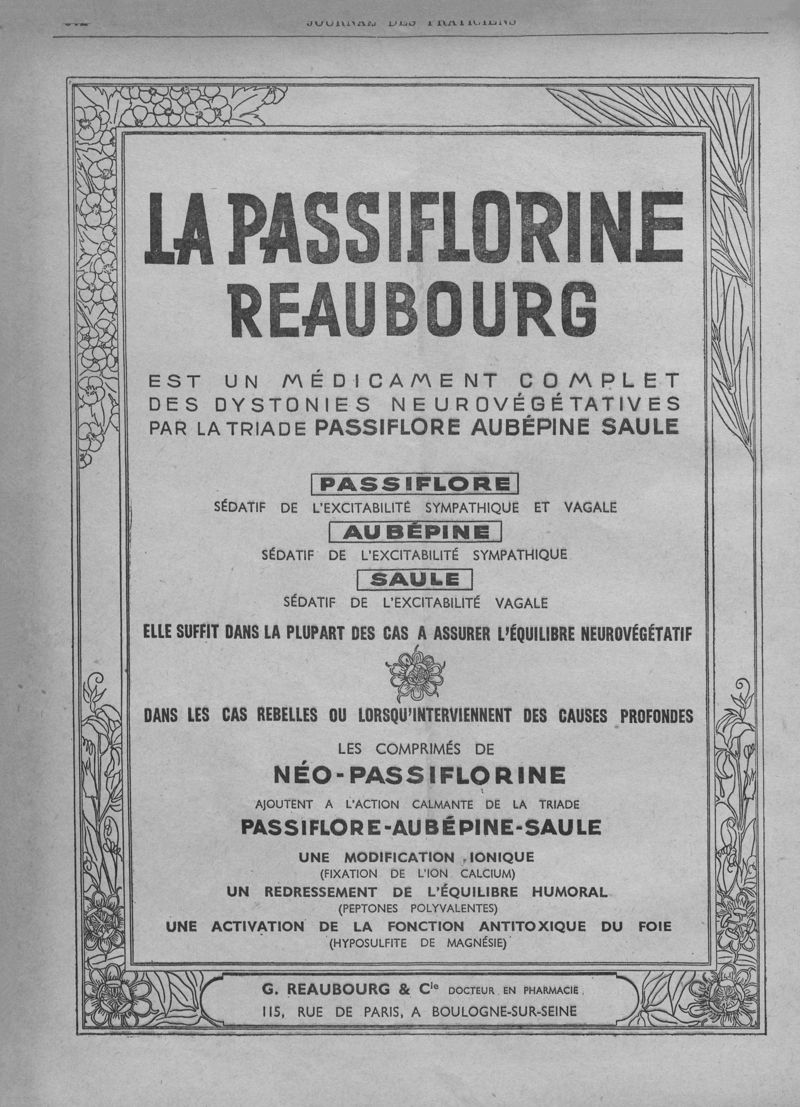 JOURNAL DES PRATICIENS
LA PASSIFLORINE
REAUBOURG
EST UN MÉDICAMENT COMPLET
DES DYSTONIES NEUROVÉGÉTATIVES
PAR LA TRIADE PASSIFLORE AUBÉPINE SAULE
PASSIFLORE
SÉDATIF DE L'EXCITABILITÉ SYMPATHIQUE ET VAGALE
AUBÉPINE
SÉDATIF DE L'EXCITABILITÉ SYMPATHIQUE
SAULE
SÉDATIF DE L'EXCITABILITÉ VAGALE
ELLE SUFFIT DANS LA PLUPART DES CAS A ASSURER L'ÉQUILIBRE NEUROVÉGÉTATIF
DANS LES CAS REBELLES OU LORSQU'INTERVIENNENT DES CAUSES PROFONDES
LES COMPRIMÉS DE
NÉO-PASSIFLORINE
AJOUTENT A L'ACTION CALMANTE DE LA TRIADE
PASSIFLORE-AUBÉPINE-SAULE
UNE MODIFICATION IONIQUE
(FIXATION DE L'ION CALCIUM)
UN REDRESSEMENT DE L'ÉQUILIBRE HUMORAL
(PEPTONES POLYVALENTES)
UNE ACTIVATION DE LA FONCTION ANTITOXIQUE DU FOIE
(HYPOSULFITE DE MAGNÉSIE)
G. REAUBOURG & Cie DOCTEUR EN PHARMACIE
115, RUE DE PARIS, A BOULOGNE-SUR-SEINE